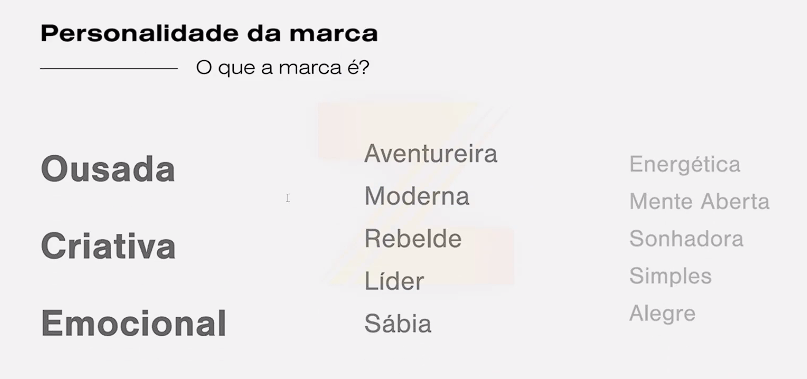 Personalidade da marca
O que a marca é?
Ousada
Criativa
Emocional
Aventureira
Moderna
Rebelde
Líder
Sábia
Energética
Mente Aberta
Sonhadora
Simples
Alegre